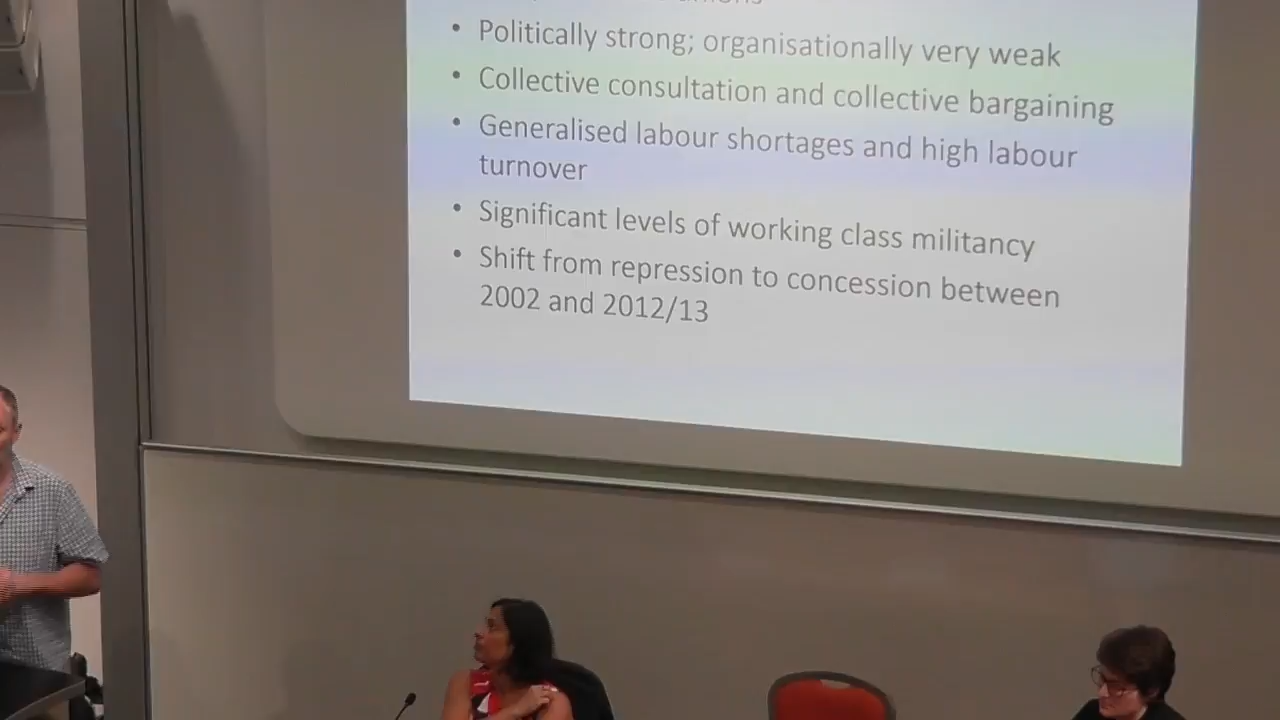 • Politically strong; organisationally very weak
• Collective consultation and collective bargaining
• Generalised labour shortages and high labour
turnover
• Significant levels of working class militancy
• Shift from repression to concession between
2002 and 2012/13